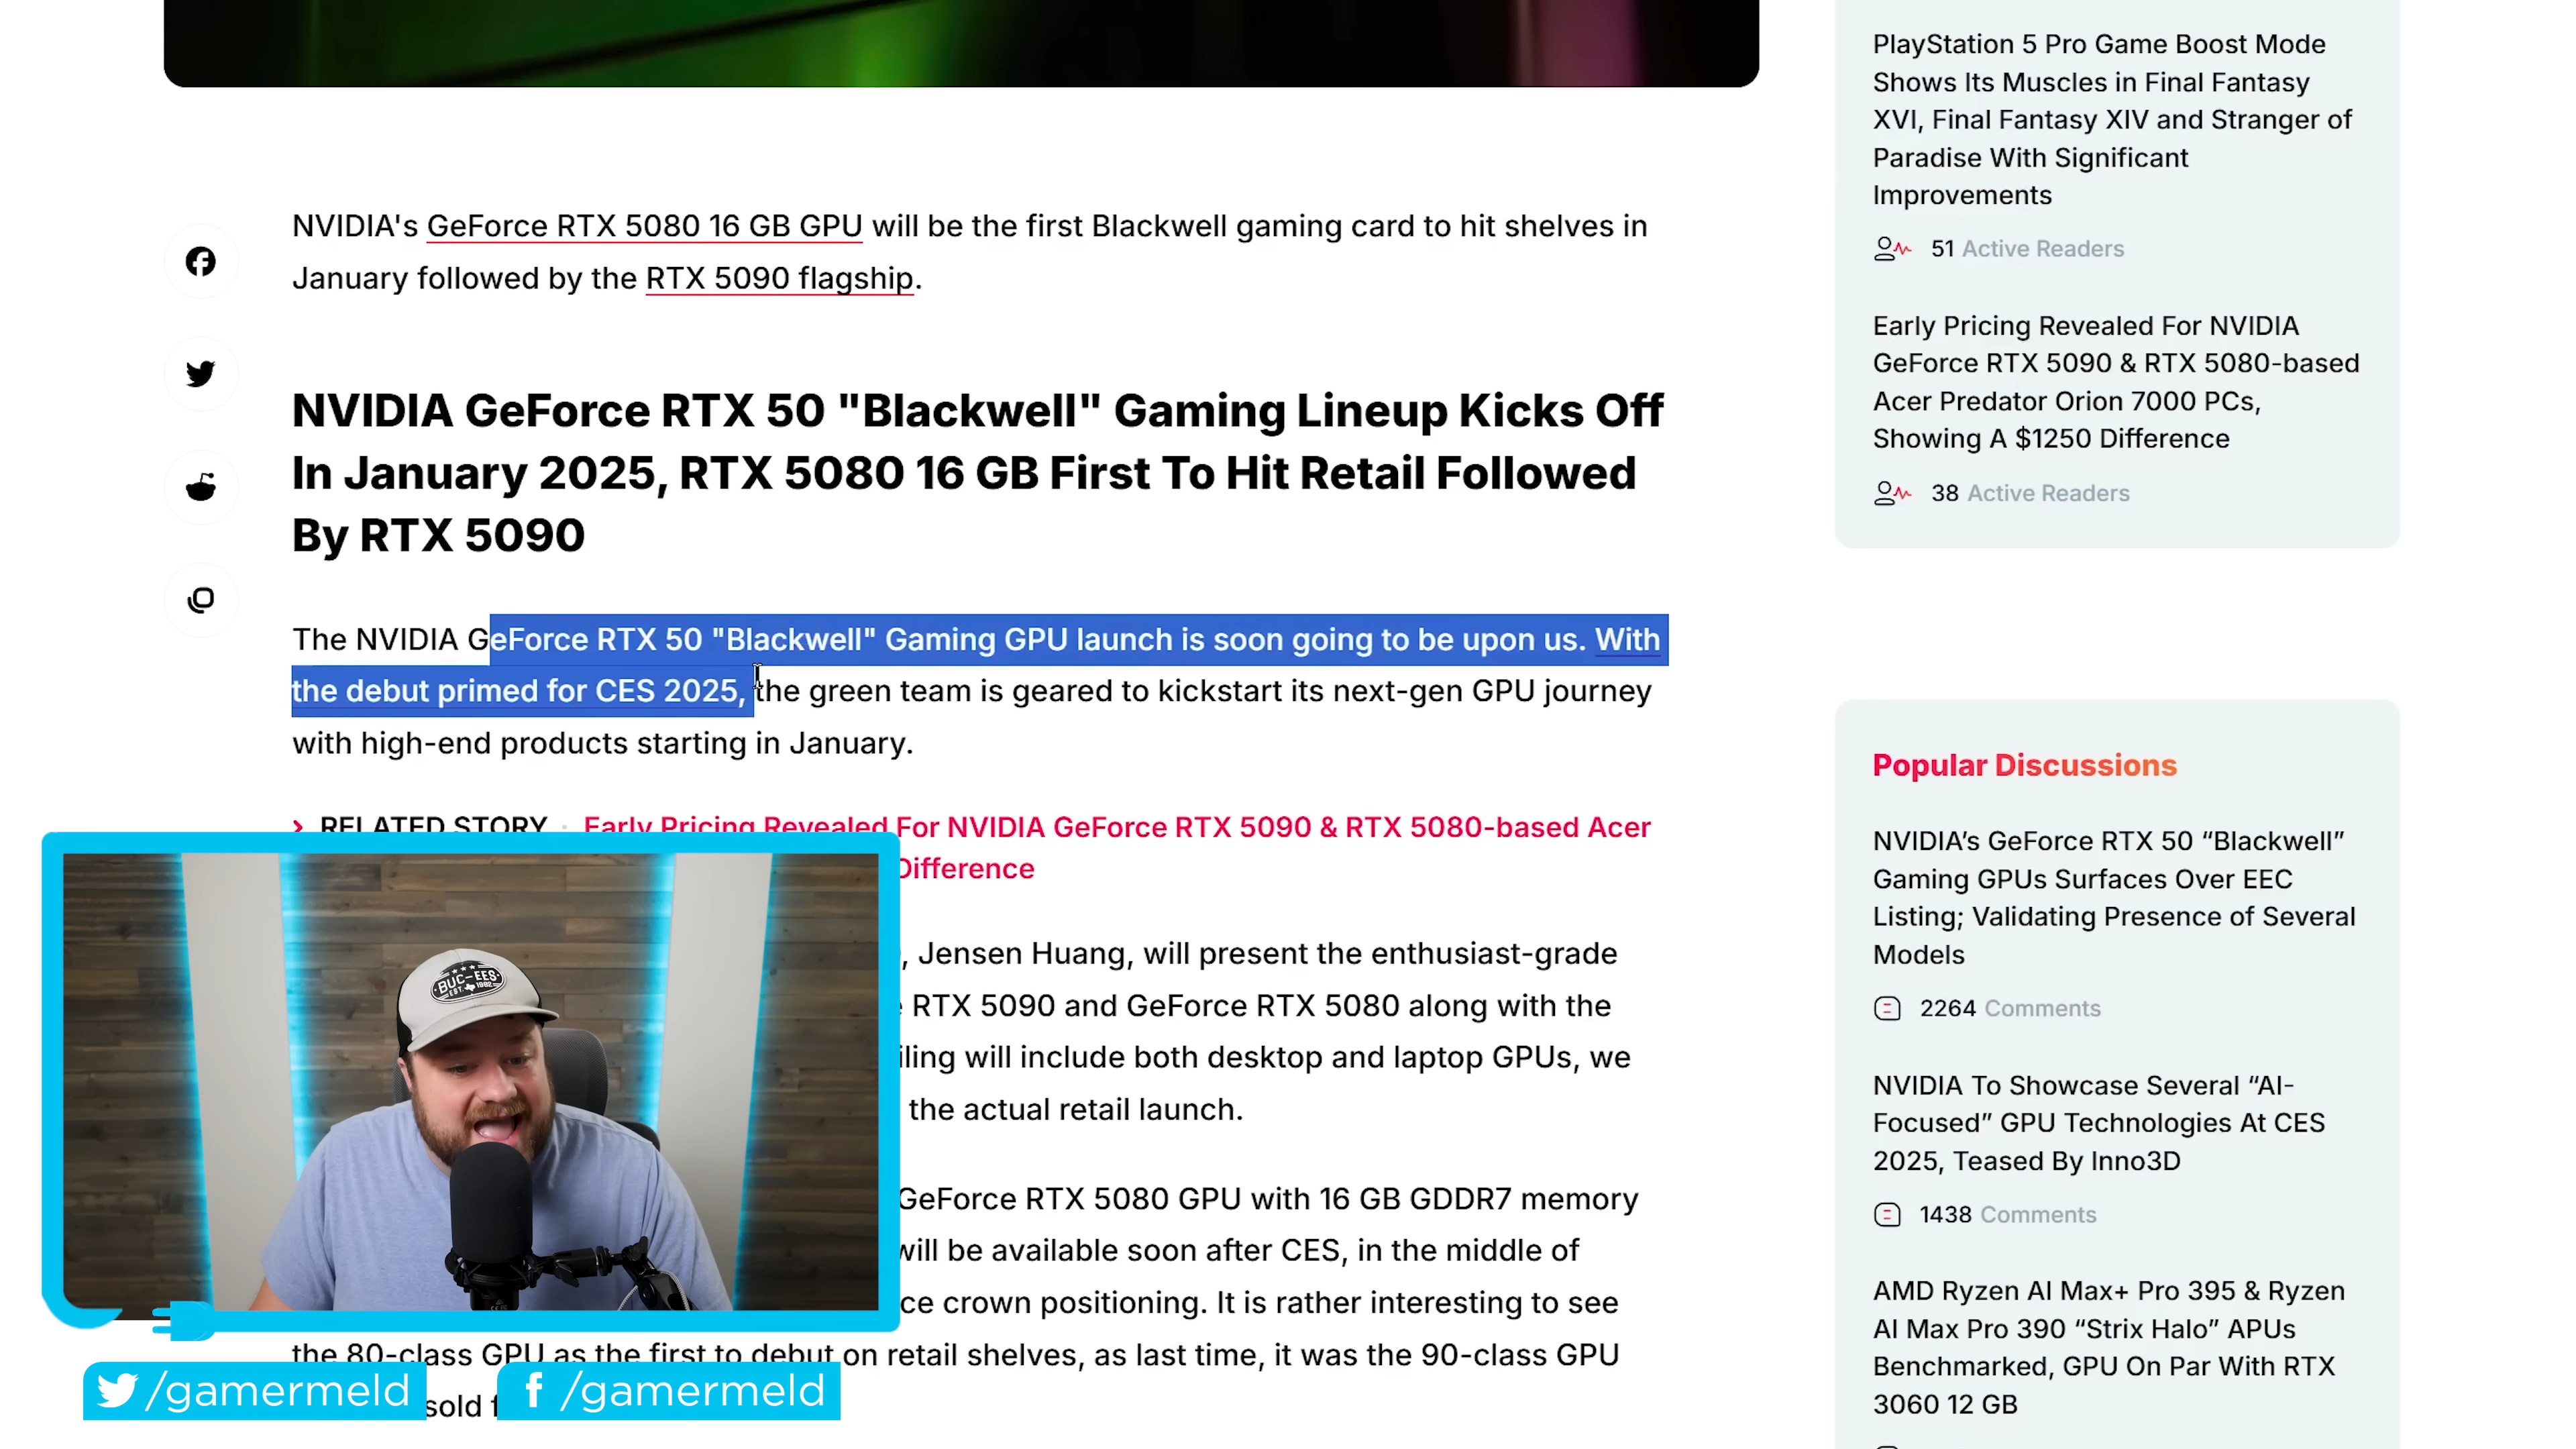 NVIDIA's GeForce RTX 5080 16 GB GPU will be the first Blackwell gaming card to hit shelves in
January followed by the RTX 5090 flagship.
NVIDIA GeForce RTX 50 "Blackwell" Gaming Lineup Kicks Off
In January 2025, RTX 5080 16 GB First To Hit Retail Followed
By RTX 5090
The NVIDIA GeForce RTX 50 "Blackwell" Gaming GPU launch is soon going to be upon us. With
the debut primed for CES 2025, the green team is geared to kickstart its next-gen GPU journey
with high-end products starting in January.
RELATED STORY · Early Pricing Revealed For NVIDIA GeForce RTX 5090 & RTX 5080-based Acer
Difference
, Jensen Huang, will present the enthusiast-grade
RTX 5090 and GeForce RTX 5080 along with the
will include both desktop and laptop GPUs, we
the actual retail launch.
GeForce RTX 5080 GPU with 16 GB GDDR7 memory
will be available soon after CES, in the middle of
crown positioning. It is rather interesting to see
the 80-class GPU as the first to debut on retail shelves, as last time, it was the 90-class GPU
sold
BUC-EES
EST. 1982
/gamermeld
/gamermeld
PlayStation 5 Pro Game Boost Mode
Shows Its Muscles in Final Fantasy
XVI, Final Fantasy XIV and Stranger of
Paradise With Significant
Improvements
51 Active Readers
Early Pricing Revealed For NVIDIA
GeForce RTX 5090 & RTX 5080-based
Acer Predator Orion 7000 PCs,
Showing A $1250 Difference
38 Active Readers
Popular Discussions
NVIDIA’s GeForce RTX 50 “Blackwell”
Gaming GPUs Surfaces Over EEC
Listing; Validating Presence of Several
Models
2264 Comments
NVIDIA To Showcase Several “AI-
Focused” GPU Technologies At CES
2025, Teased By Inno3D
1438 Comments
AMD Ryzen AI Max+ Pro 395 & Ryzen
AI Max Pro 390 “Strix Halo” APUs
Benchmarked, GPU On Par With RTX
3060 12 GB